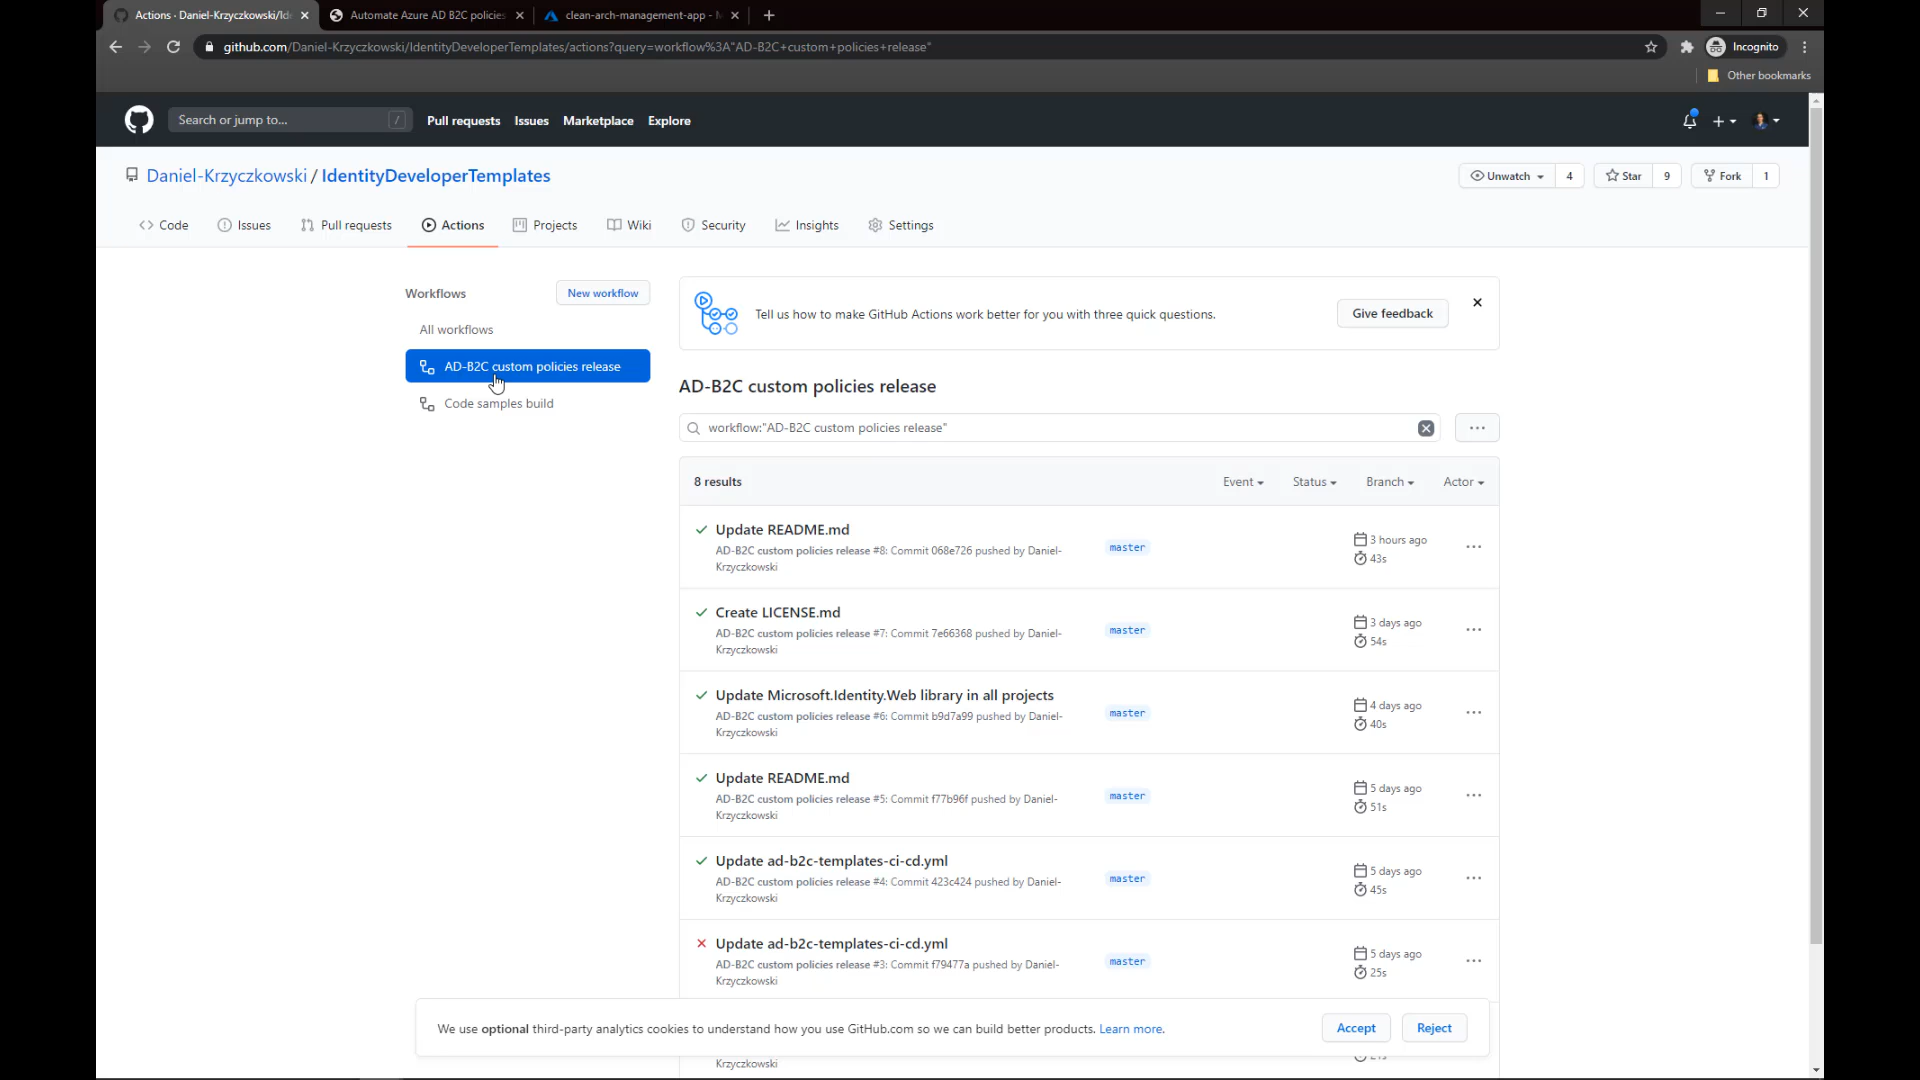 Actions · Daniel-Krzyczkowski/Id
Automate Azure AD B2C policies
clean-arch-management-app -
github.com/Daniel-Krzyczkowski/IdentityDeveloperTemplates/actions?query=workflow%3A"AD-B2C+custom+policies+release"
Incognito
Other bookmarks
Search or jump to...
/
Pull requests
Issues
Marketplace
Explore
Daniel-Krzyczkowski / IdentityDeveloperTemplates
Unwatch
4
Star
9
Fork
1
Code
Issues
Pull requests
Actions
Projects
Wiki
Security
Insights
Settings
Workflows
New workflow
All workflows
AD-B2C custom policies release
Code samples build
Tell us how to make GitHub Actions work better for you with three quick questions.
Give feedback
AD-B2C custom policies release
workflow:"AD-B2C custom policies release"
8 results
Event
Status
Branch
Actor
Update README.md
AD-B2C custom policies release #8: Commit 068e726 pushed by Daniel-
Krzyczkowski
master
3 hours ago
43s
Create LICENSE.md
AD-B2C custom policies release #7: Commit 7e66368 pushed by Daniel-
Krzyczkowski
master
3 days ago
54s
Update Microsoft.Identity.Web library in all projects
AD-B2C custom policies release #6: Commit b9d7a99 pushed by Daniel-
Krzyczkowski
master
4 days ago
40s
Update README.md
AD-B2C custom policies release #5: Commit f77b96f pushed by Daniel-
Krzyczkowski
master
5 days ago
51s
Update ad-b2c-templates-ci-cd.yml
AD-B2C custom policies release #4: Commit 423c424 pushed by Daniel-
Krzyczkowski
master
5 days ago
45s
Update ad-b2c-templates-ci-cd.yml
AD-B2C custom policies release #3: Commit f79477a pushed by Daniel-
Krzyczkowski
master
5 days ago
25s
We use optional third-party analytics cookies to understand how you use GitHub.com so we can build better products. Learn more.
Accept
Reject
Krzyczkowski